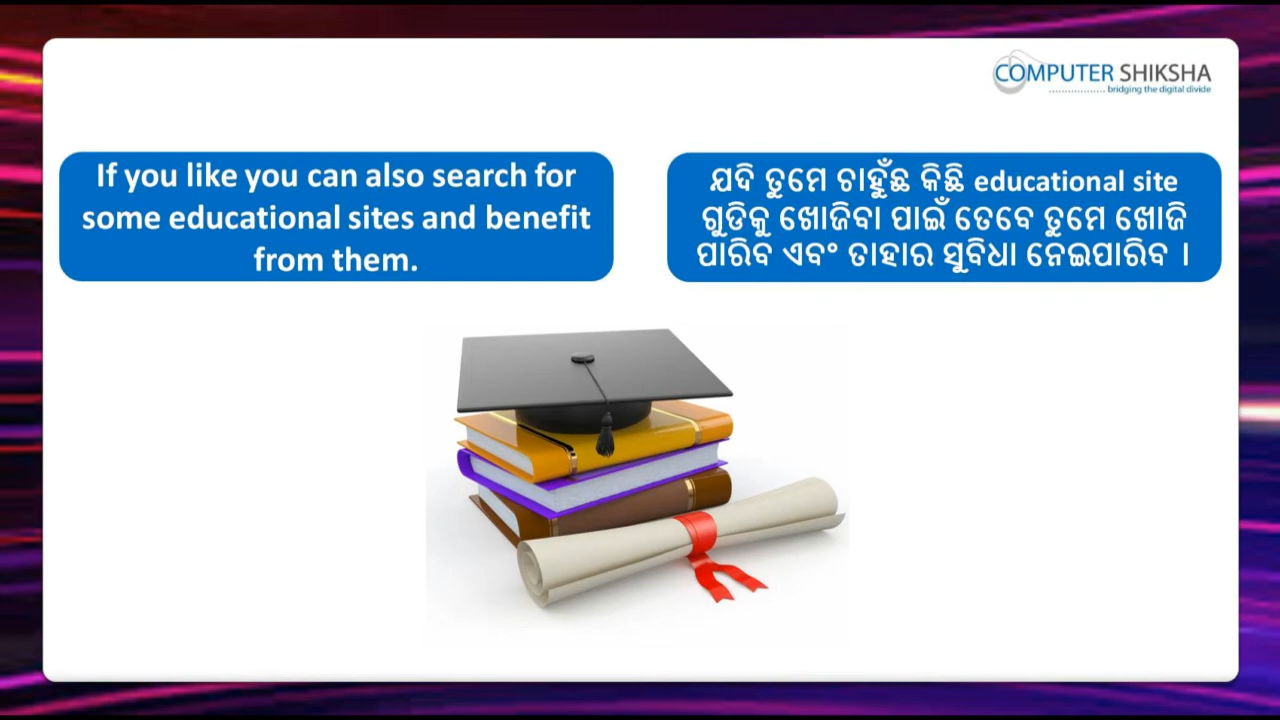 COMPUTER SHIKSHA
bridging the digital divide
If you like you can also search for
some educational sites and benefit
from them.
ଯଦି ତୁମେ ଚାହୁଁଛ କିଛି educational site
ଗୁଡିକୁ ଖୋଜିବା ପାଇଁ ତେବେ ତୁମେ ଖୋଜି
ପାରିବ ଏବଂ ତାହାର ସୁବିଧା ନେଇପାରିବ ।